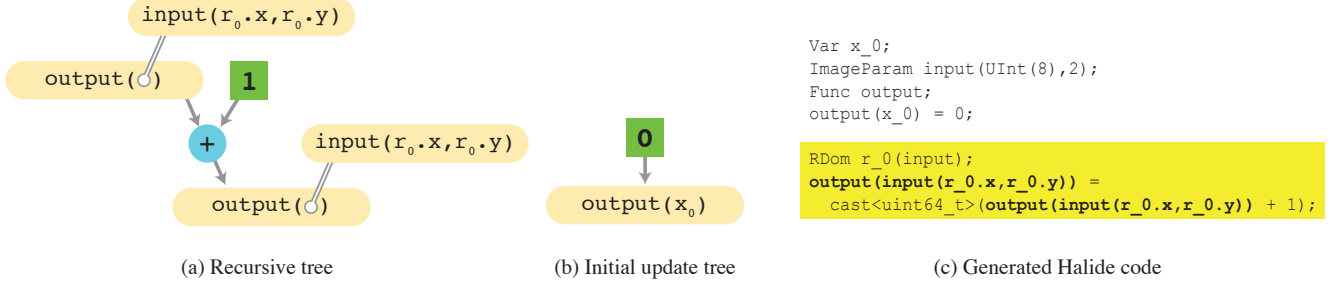 input(r₀.x,r₀.y)
output( )
1
+
input(r₀.x,r₀.y)
output( )
(a) Recursive tree
0
output(x₀)
(b) Initial update tree
Var x_0;
ImageParam input(UInt(8),2);
Func output;
output(x_0) = 0;
RDom r_0(input);
output(input(r_0.x,r_0.y)) =
cast<uint64_t>(output(input(r_0.x,r_0.y)) + 1);
(c) Generated Halide code